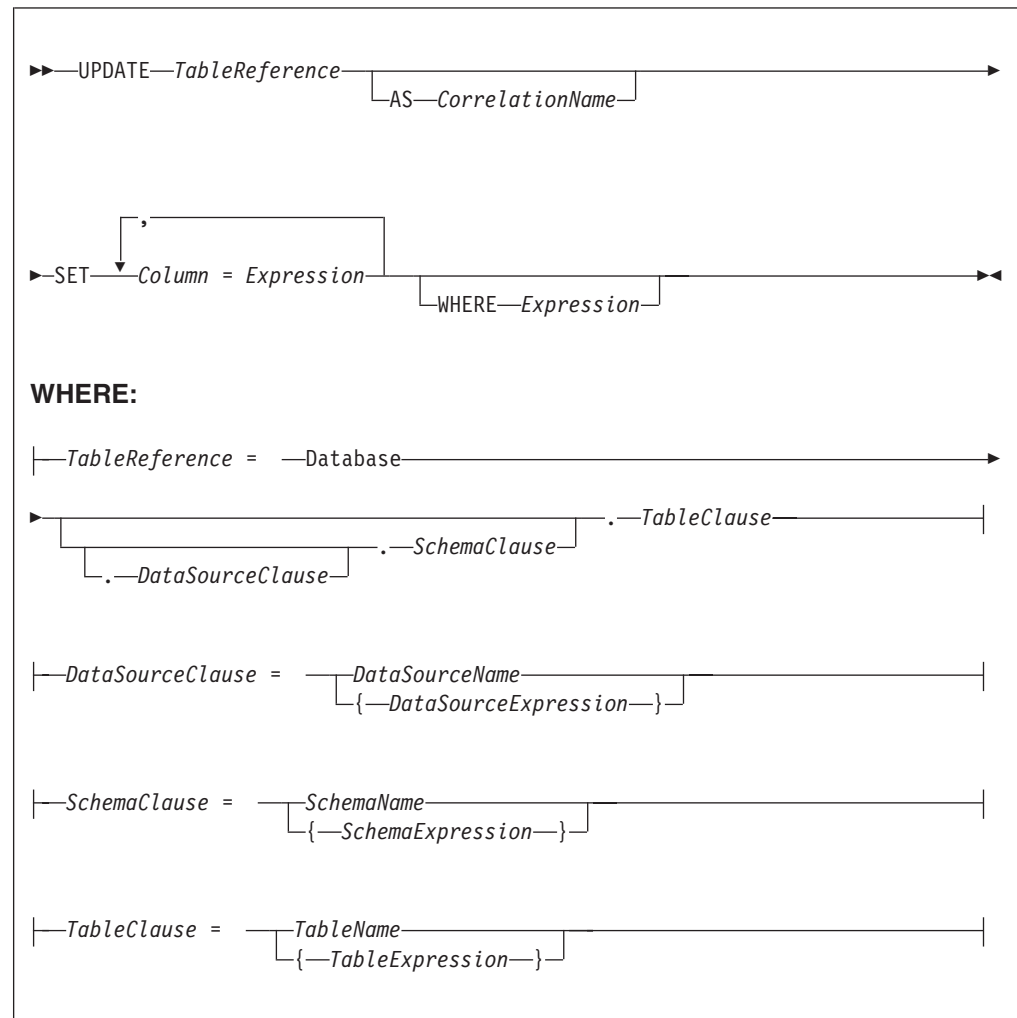 UPDATE TableReference
AS CorrelationName
,
SET Column = Expression
WHERE Expression
WHERE:
TableReference = Database
. TableClause
. SchemaClause
. DataSourceClause
DataSourceClause = DataSourceName
{ DataSourceExpression }
SchemaClause = SchemaName
{ SchemaExpression }
TableClause = TableName
{ TableExpression }